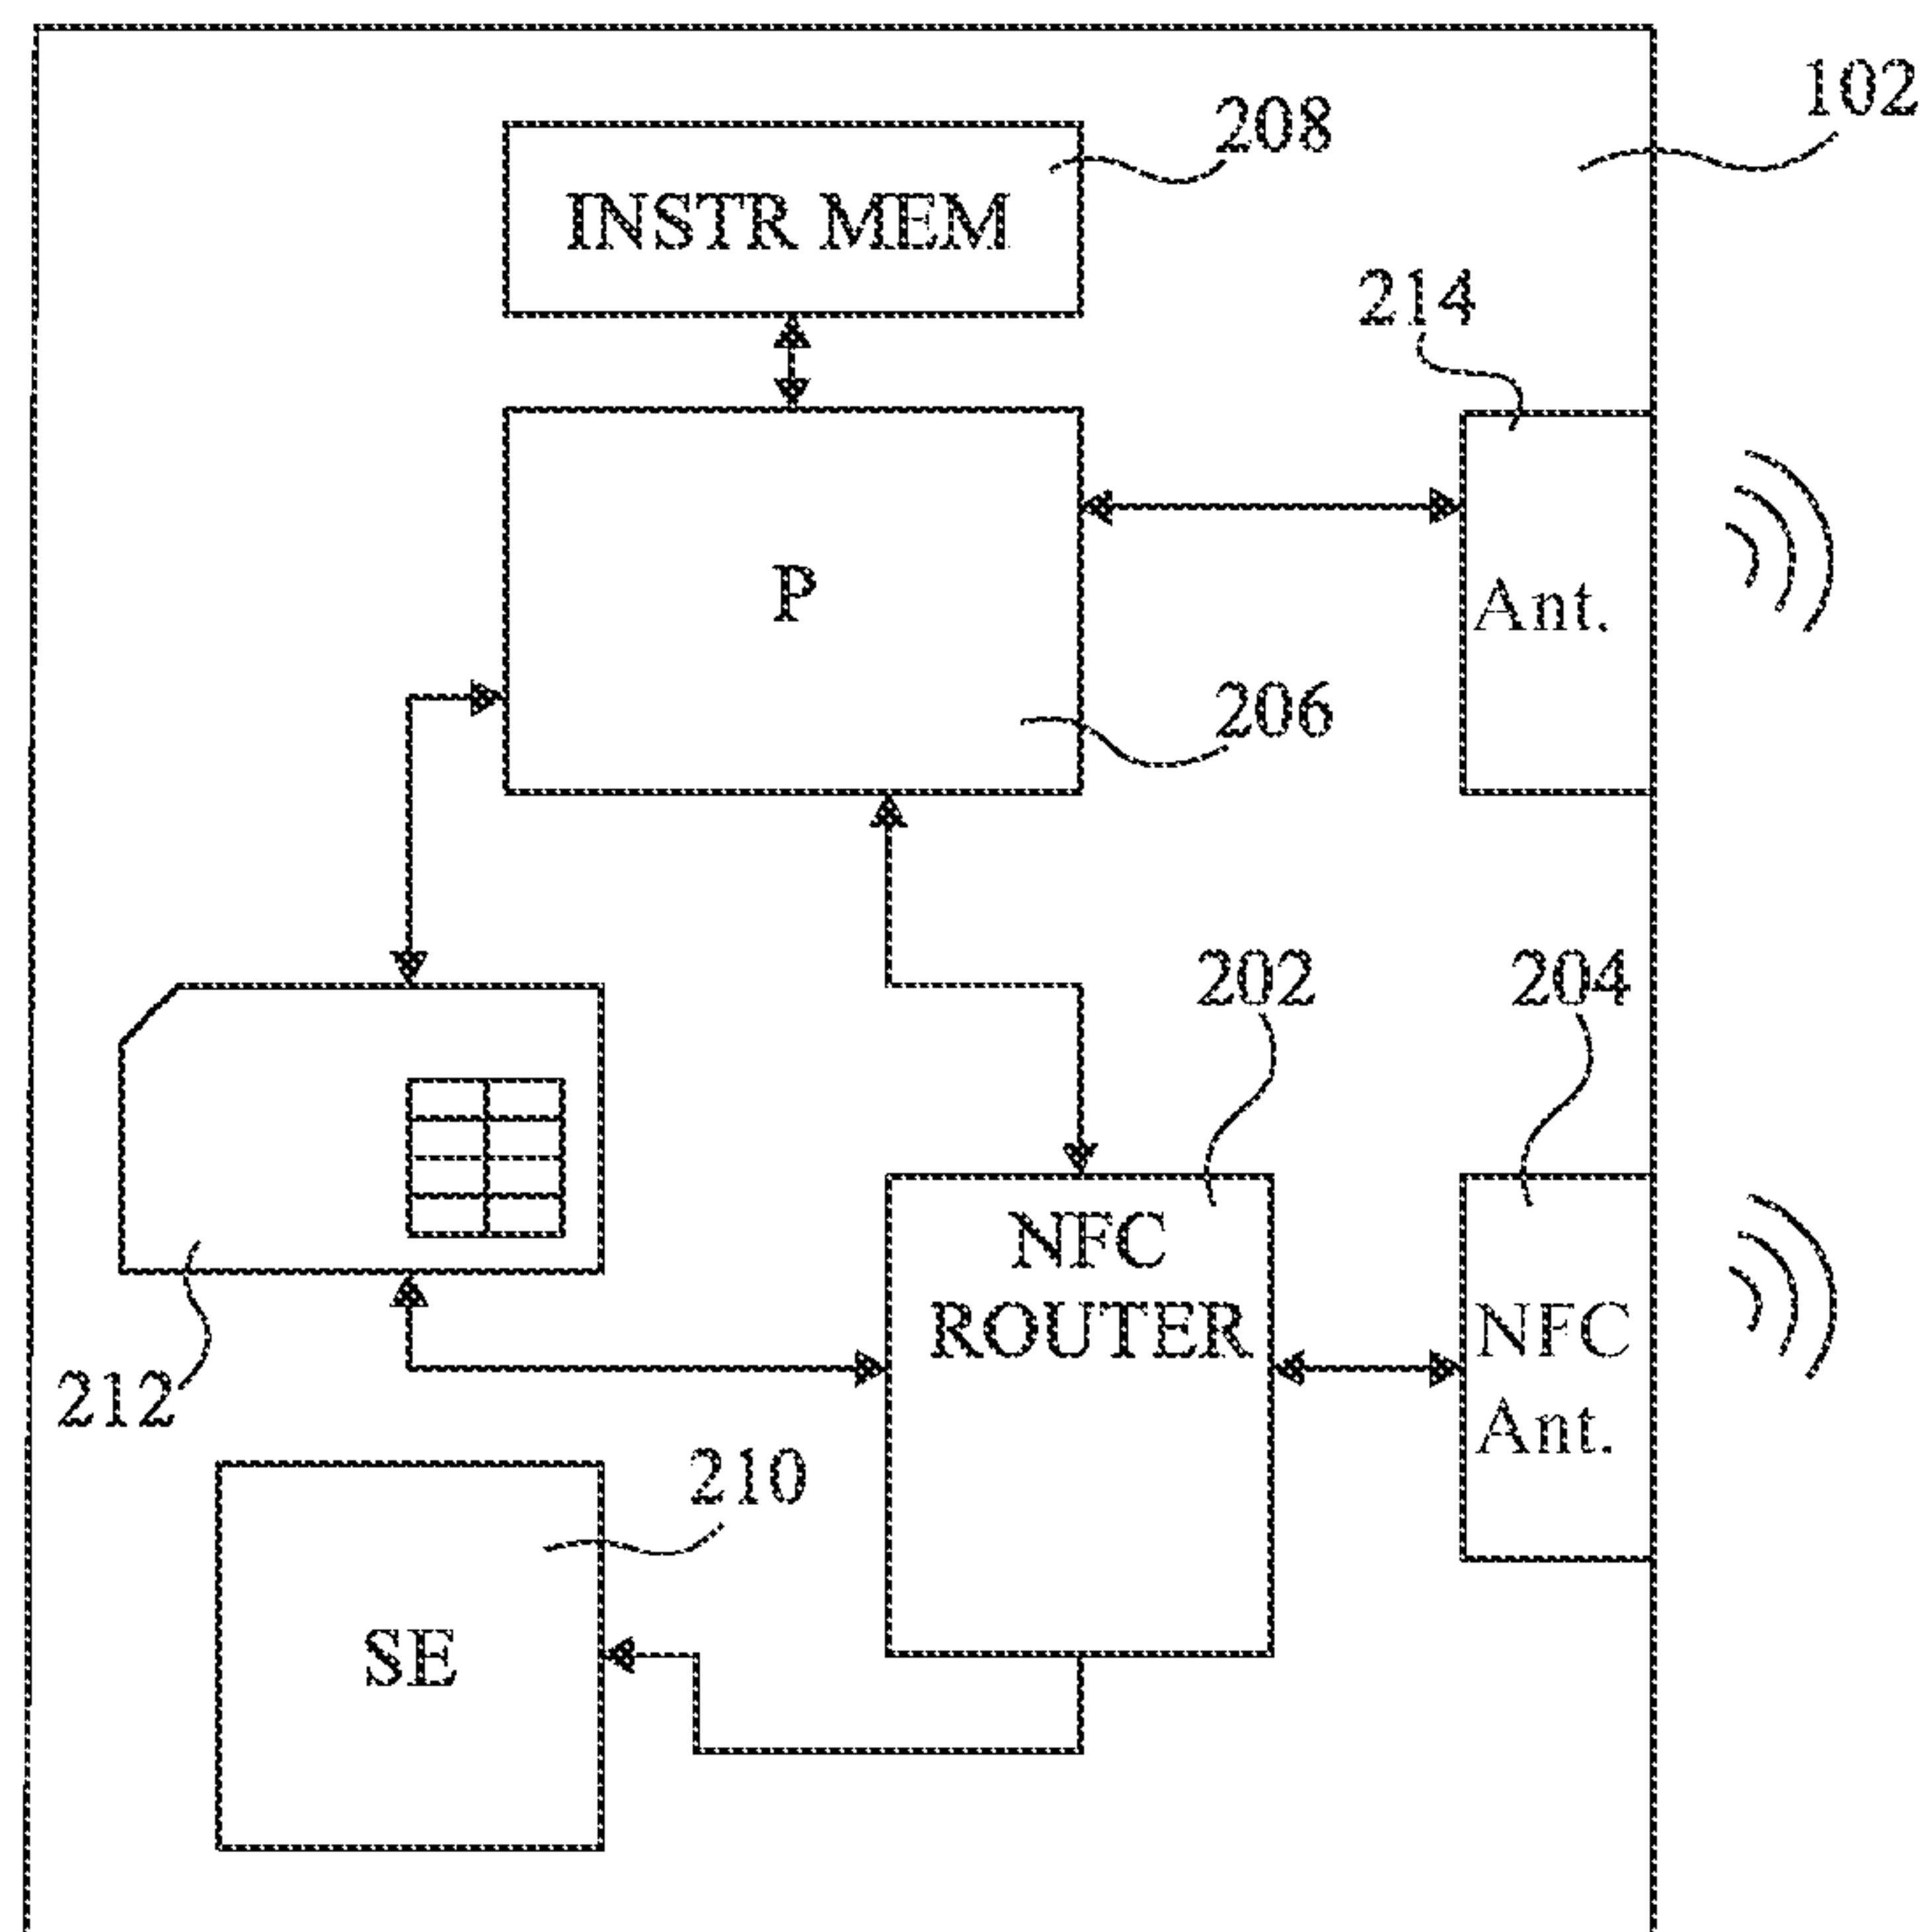 102
208
INSTR MEM
214
P
Ant.
206
202
204
NFC
ROUTER
NFC
Ant.
212
210
SE